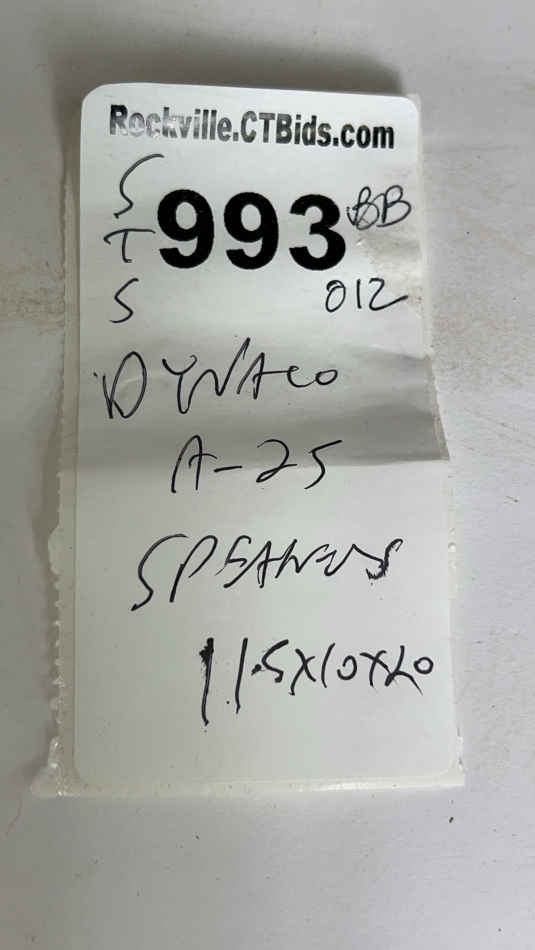 Rockville.CTBids.com
S
T 993 BB
S 012
DYNACO
A-25
SPEAKERS
11.5X10X20